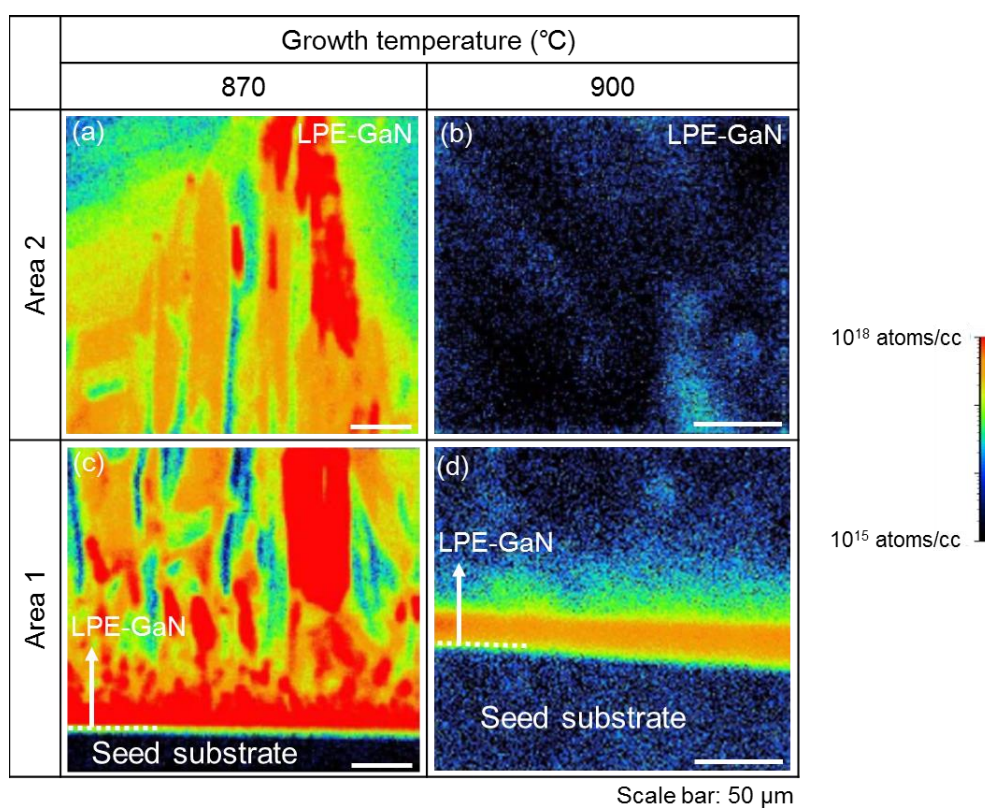 Growth temperature (℃)
870
900
Area 2
(a)
LPE-GaN
(b)
LPE-GaN
Area 1
(c)
LPE-GaN
Seed substrate
(d)
LPE-GaN
Seed substrate
10¹⁸ atoms/cc
10¹⁵ atoms/cc
Scale bar: 50 µm